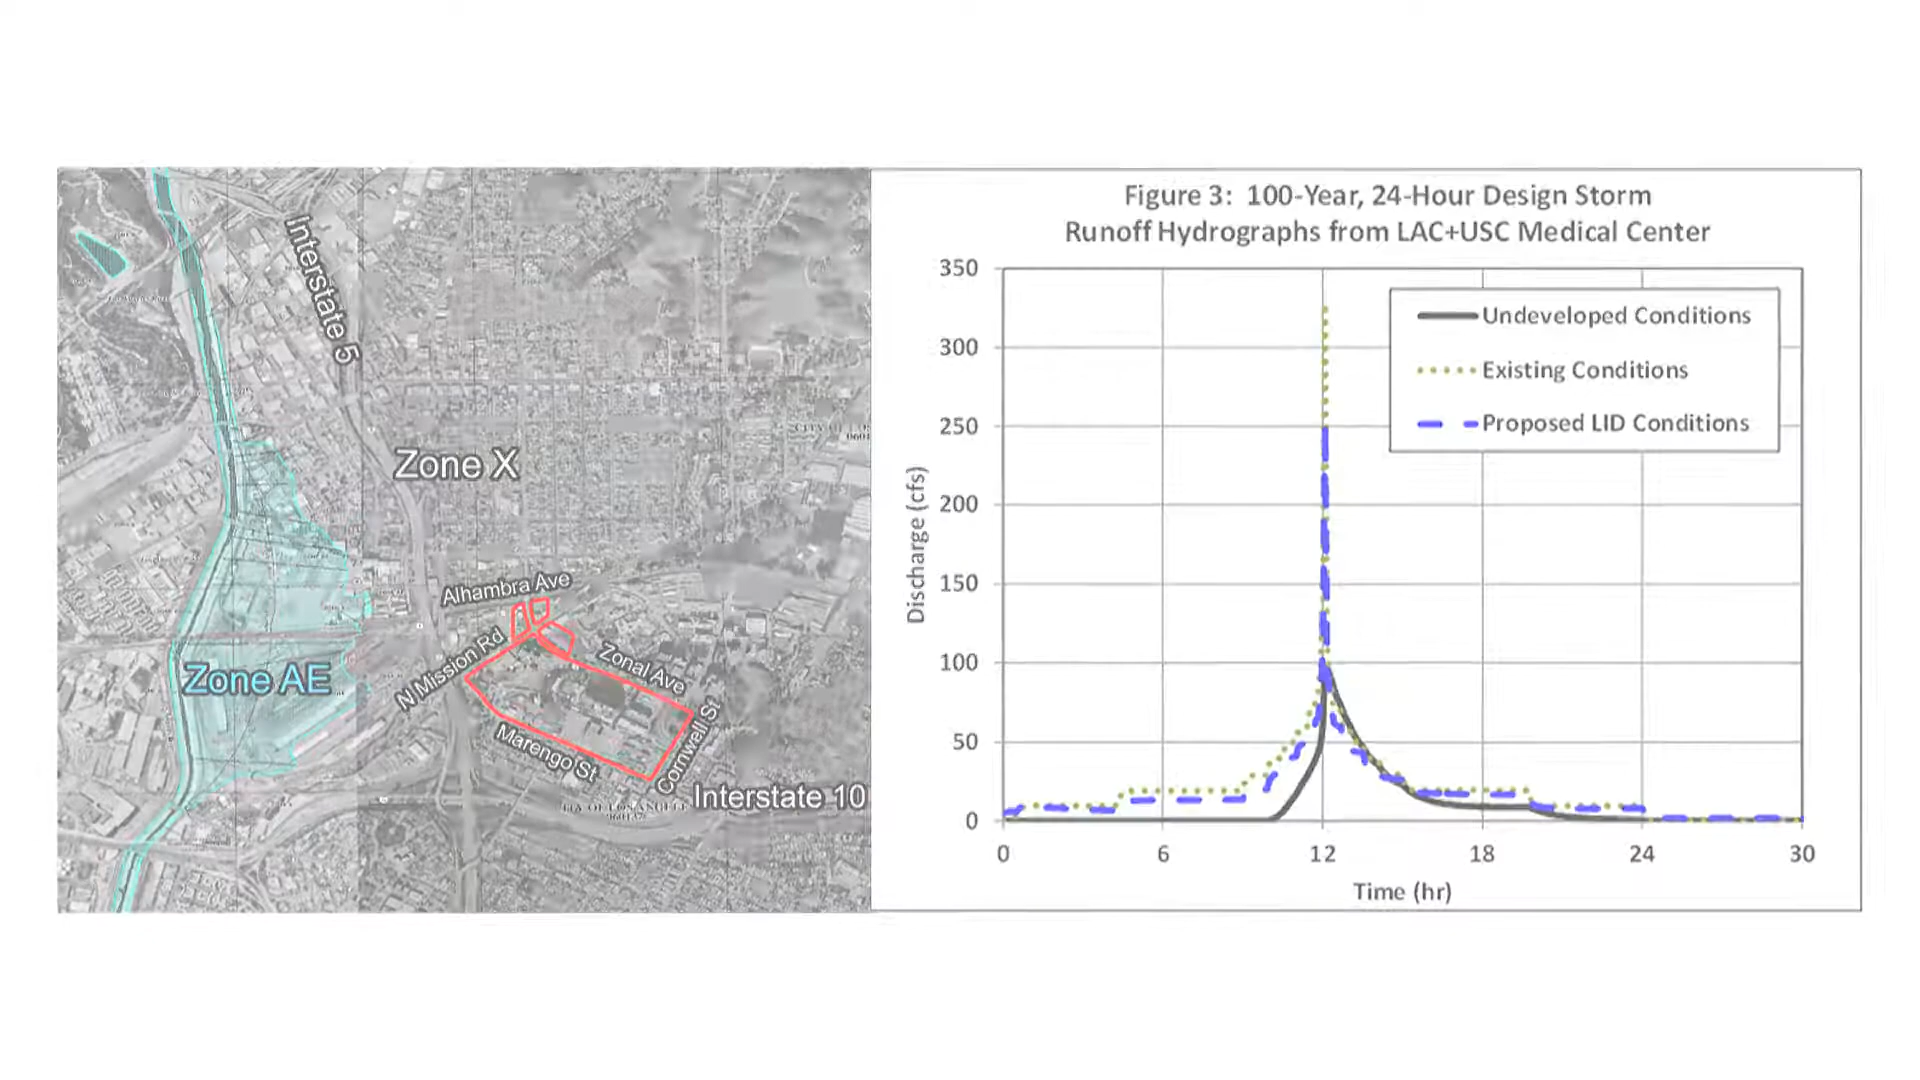 Interstate 5
Zone X
Alhambra Ave
N Mission Rd
Zonal Ave
Zone AE
Marengo St
Cornwell St
Interstate 10
Figure 3: 100-Year, 24-Hour Design Storm
Runoff Hydrographs from LAC+USC Medical Center
350
300
250
200
150
100
50
0
Discharge (cfs)
Undeveloped Conditions
Existing Conditions
Proposed LID Conditions
0 6 12 18 24 30
Time (hr)